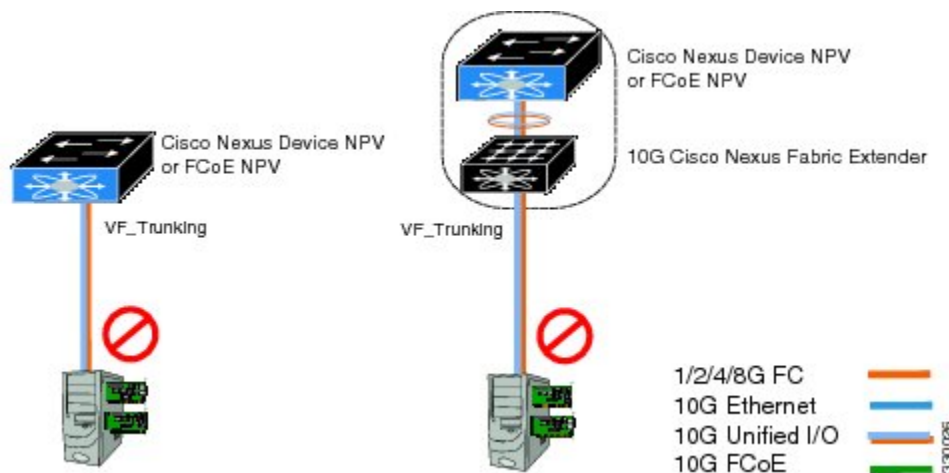 Cisco Nexus Device NPV
or FCoE NPV
VF_Trunking
Cisco Nexus Device NPV
or FCoE NPV
10G Cisco Nexus Fabric Extender
VF_Trunking
1/2/4/8G FC
10G Ethernet
10G Unified I/O
10G FCoE